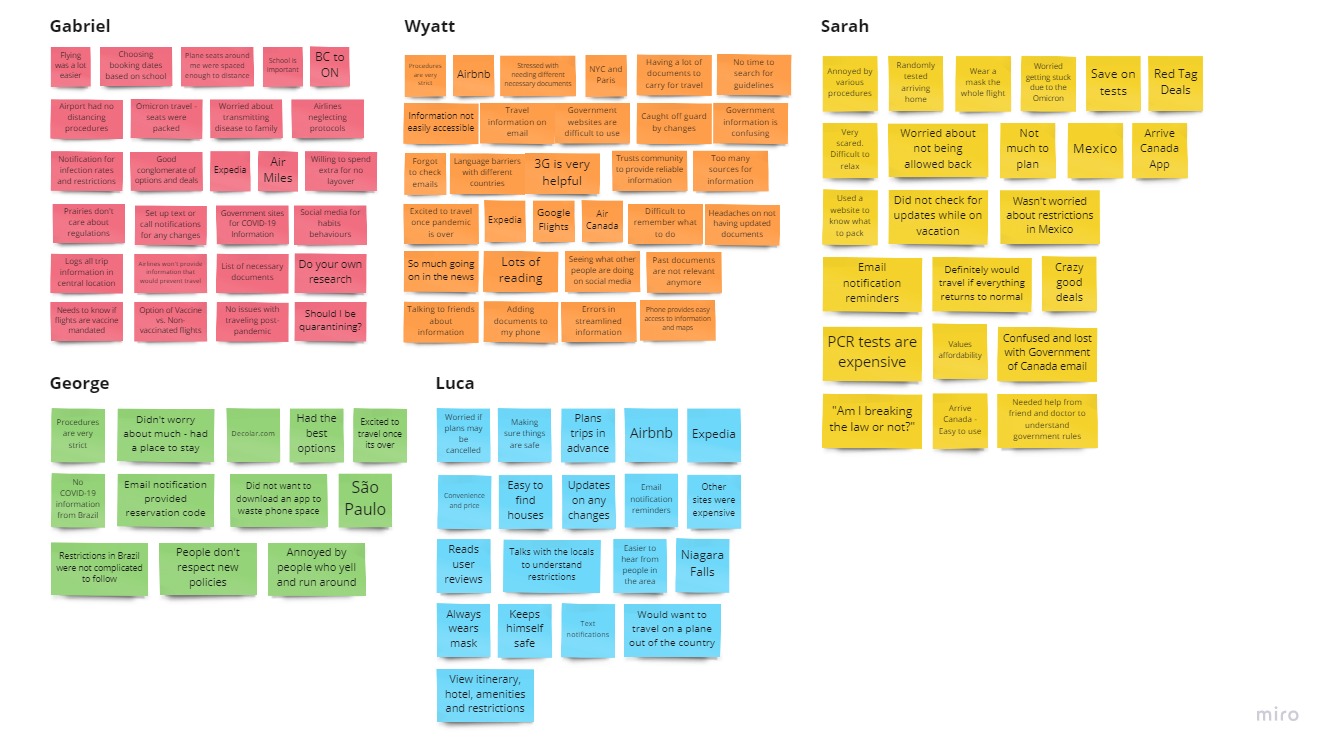 Gabriel
Flying
was a lot
easier
Choosing
booking dates
based on school
Plane seats around
me were spaced
enough to distance
School is
important
BC to
ON
Airport had no
distancing
procedures
Omicron travel -
seats were
packed
Worried about
transmitting
disease to family
Airlines
neglecting
protocols
Notification for
infection rates
and restrictions
Good
conglomerate of
options and deals
Expedia
Air
Miles
Willing to spend
extra for no
layover
Prairies don't
care about
regulations
Set up text or
call notifications
for any changes
Government sites
for COVID-19
Information
Social media for
habits
behaviours
Logs all trip
information in
central location
Airlines won't provide
information that
would prevent travel
List of necessary
documents
Do your own
research
Needs to know if
flights are vaccine
mandated
Option of Vaccine
vs. Non-
vaccinated flights
No issues with
traveling post-
pandemic
Should I be
quarantining?
Wyatt
Procedures
are very
strict
Airbnb
Stressed with
needing different
necessary documents
NYC and
Paris
Having a lot of
documents to
carry for travel
No time to
search for
guidelines
Information not
easily accessible
Travel
information on
email
Government
websites are
difficult to use
Caught off guard
by changes
Government
information is
confusing
Forgot
to check
emails
Language barriers
with different
countries
3G is very
helpful
Trusts community
to provide reliable
information
Too many
sources for
information
Excited to travel
once pandemic
is over
Expedia
Google
Flights
Air
Canada
Difficult to
remember what
to do
Headaches on not
having updated
documents
So much going
on in the news
Lots of
reading
Seeing what other
people are doing
on social media
Past documents
are not relevant
anymore
Talking to friends
about
information
Adding
documents to
my phone
Errors in
streamlined
information
Phone provides easy
access to information
and maps
Sarah
Annoyed by
various
procedures
Randomly
tested
arriving
home
Wear a
mask the
whole flight
Worried
getting stuck
due to the
Omicron
Save on
tests
Red Tag
Deals
Very
scared.
Difficult to
relax
Worried about
not being
allowed back
Not
much to
plan
Mexico
Arrive
Canada
App
Used a
website to
know what
to pack
Did not check for
updates while on
vacation
Wasn't worried
about restrictions
in Mexico
Email
notification
reminders
Definitely would
travel if everything
returns to normal
Crazy
good
deals
PCR tests are
expensive
Values
affordability
Confused and lost
with Government
of Canada email
"Am I breaking
the law or not?"
Arrive
Canada -
Easy to use
Needed help from
friend and doctor to
understand
government rules
George
Procedures
are very
strict
Didn't worry
about much - had
a place to stay
Decolar.com
Had the
best
options
Excited to
travel once
its over
No
COVID-19
information
from Brazil
Email notification
provided
reservation code
Did not want to
download an app to
waste phone space
São
Paulo
Restrictions in Brazil
were not complicated
to follow
People don't
respect new
policies
Annoyed by
people who yell
and run around
Luca
Worried if
plans may
be
cancelled
Making
sure things
are safe
Plans
trips in
advance
Airbnb
Expedia
Convenience
and price
Easy to
find
houses
Updates
on any
changes
Email
notification
reminders
Other
sites were
expensive
Reads
user
reviews
Talks with the locals
to understand
restrictions
Easier to
hear from
people in
the area
Niagara
Falls
Always
wears
mask
Keeps
himself
safe
Text
notifications
Would want to
travel on a plane
out of the country
View itinerary,
hotel, amenities
and restrictions
miro